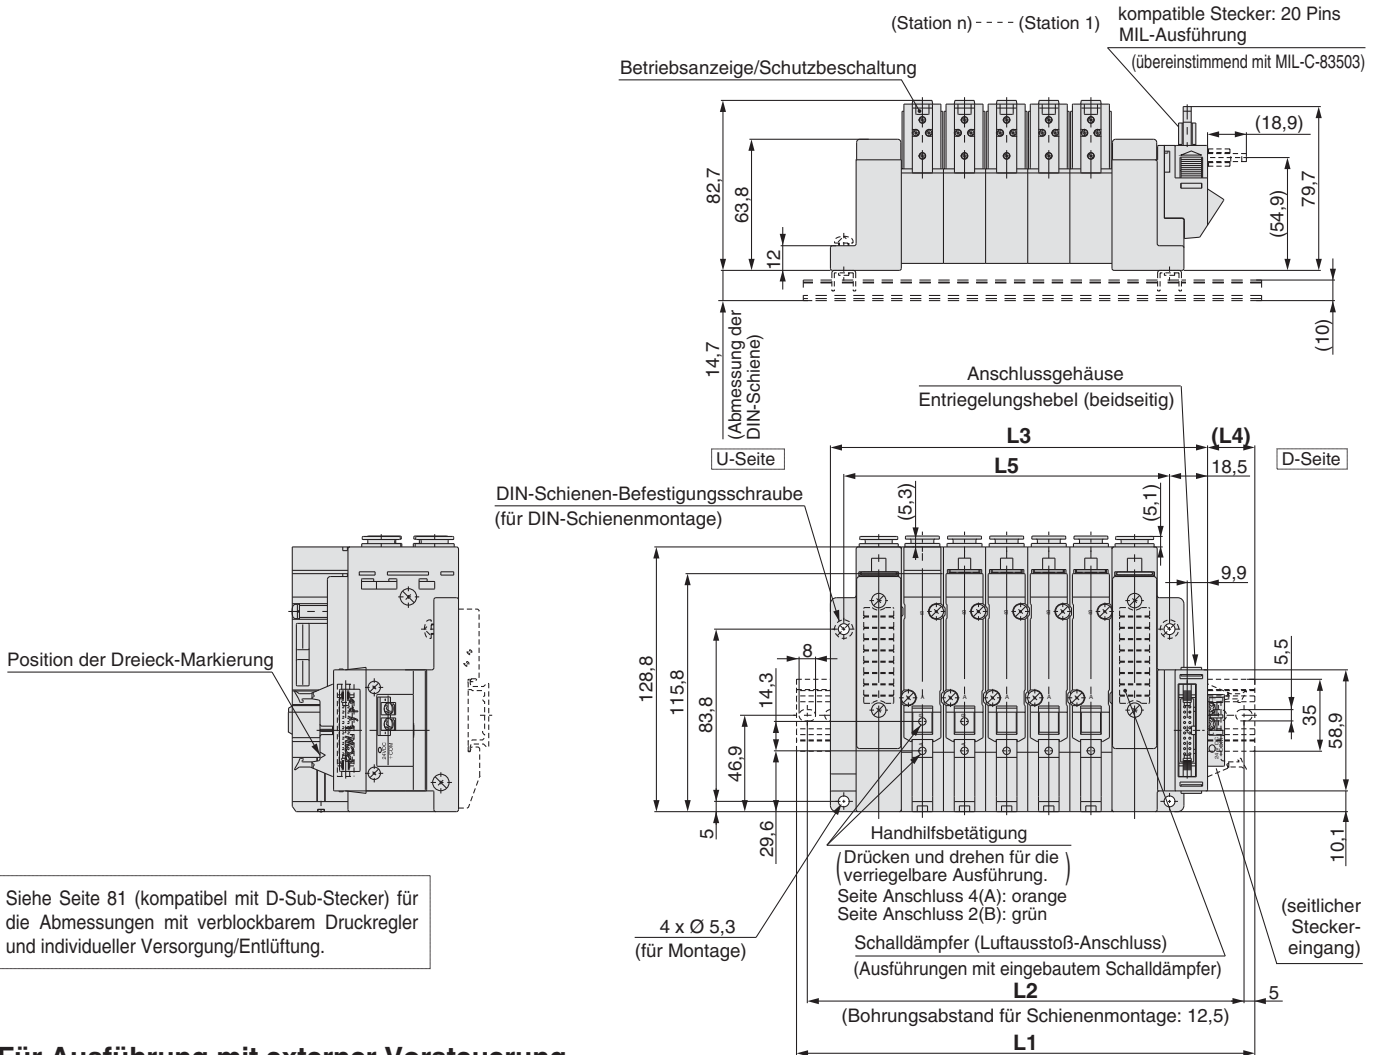 (Station n) - - - - (Station 1)
kompatible Stecker: 20 Pins
MIL-Ausführung
(übereinstimmend mit MIL-C-83503)
Betriebsanzeige/Schutzbeschaltung
(18,9)
82,7
63,8
12
(54,9)
79,7
14,7
(Abmessung der
DIN-Schiene)
(10)
Anschlussgehäuse
Entriegelungshebel (beidseitig)
L3
(L4)
U-Seite
L5
18,5
D-Seite
DIN-Schienen-Befestigungsschraube
(für DIN-Schienenmontage)
(5,3)
(5,1)
9,9
Position der Dreieck-Markierung
128,8
115,8
83,8
46,9
8
14,3
5,5
35
58,9
5
29,6
10,1
Handhilfsbetätigung
(Drücken und drehen für die
verriegelbare Ausführung.)
Seite Anschluss 4(A): orange
Seite Anschluss 2(B): grün
4 x Ø 5,3
(für Montage)
Schalldämpfer (Luftausstoß-Anschluss)
(Ausführungen mit eingebautem Schalldämpfer)
(seitlicher
Stecker-
eingang)
L2
5
(Bohrungsabstand für Schienenmontage: 12,5)
L1
Siehe Seite 81 (kompatibel mit D-Sub-Stecker) für
die Abmessungen mit verblockbarem Druckregler
und individueller Versorgung/Entlüftung.
Für Ausführung mit externer Vorsteuerung